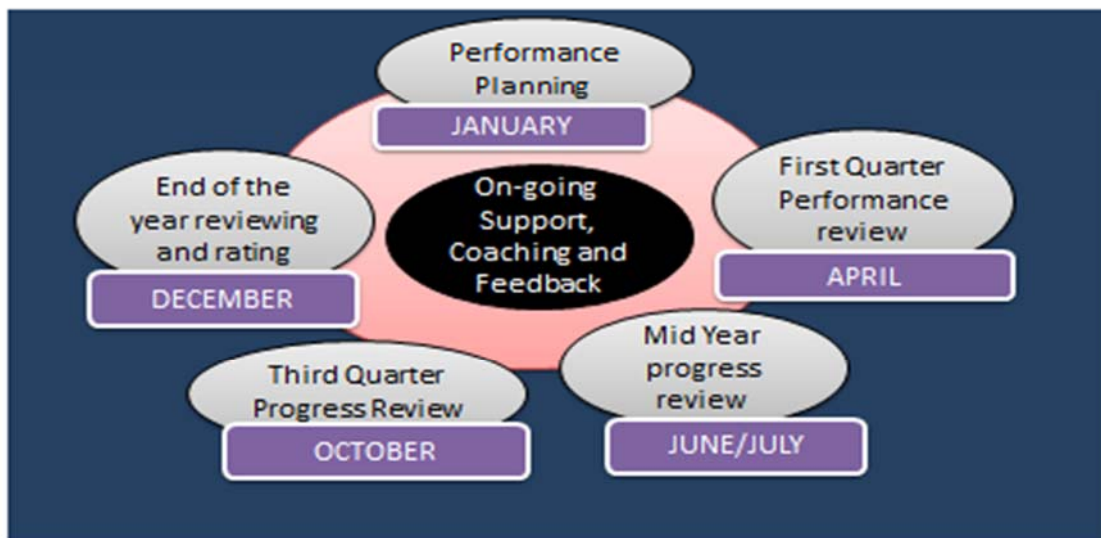 Performance
Planning
JANUARY
First Quarter
Performance
review
APRIL
Mid Year
progress
review
JUNE/JULY
Third Quarter
Progress Review
OCTOBER
End of the
year reviewing
and rating
DECEMBER
On-going
Support,
Coaching and
Feedback